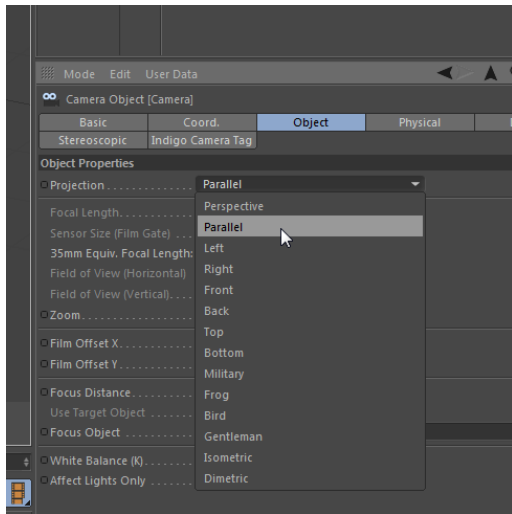 Mode Edit User Data
Camera Object [Camera]
Basic Coord. Object Physical
Stereoscopic Indigo Camera Tag
Object Properties
Projection . . . . . . . . . . . . . Parallel
Focal Length. . . . . . . . . . . Perspective
Sensor Size (Film Gate) . . . Parallel
35mm Equiv. Focal Length: Left
Field of View (Horizontal) Right
Field of View (Vertical). . . . Front
Zoom. . . . . . . . . . . . . . . . . Back
Top
Film Offset X. . . . . . . . . . . . Bottom
Film Offset Y. . . . . . . . . . . . Military
Focus Distance. . . . . . . . . . Frog
Use Target Object . . . . . . . Bird
Focus Object . . . . . . . . . . . Gentleman
White Balance (K). . . . . . . . Isometric
Affect Lights Only . . . . . . . Dimetric